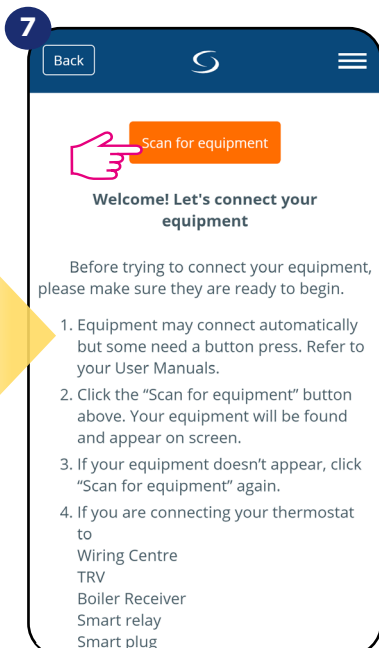 7
Back
Scan for equipment
Welcome! Let's connect your
equipment
Before trying to connect your equipment,
please make sure they are ready to begin.
1. Equipment may connect automatically
but some need a button press. Refer to
your User Manuals.
2. Click the “Scan for equipment” button
above. Your equipment will be found
and appear on screen.
3. If your equipment doesn’t appear, click
“Scan for equipment” again.
4. If you are connecting your thermostat
to
Wiring Centre
TRV
Boiler Receiver
Smart relay
Smart plug